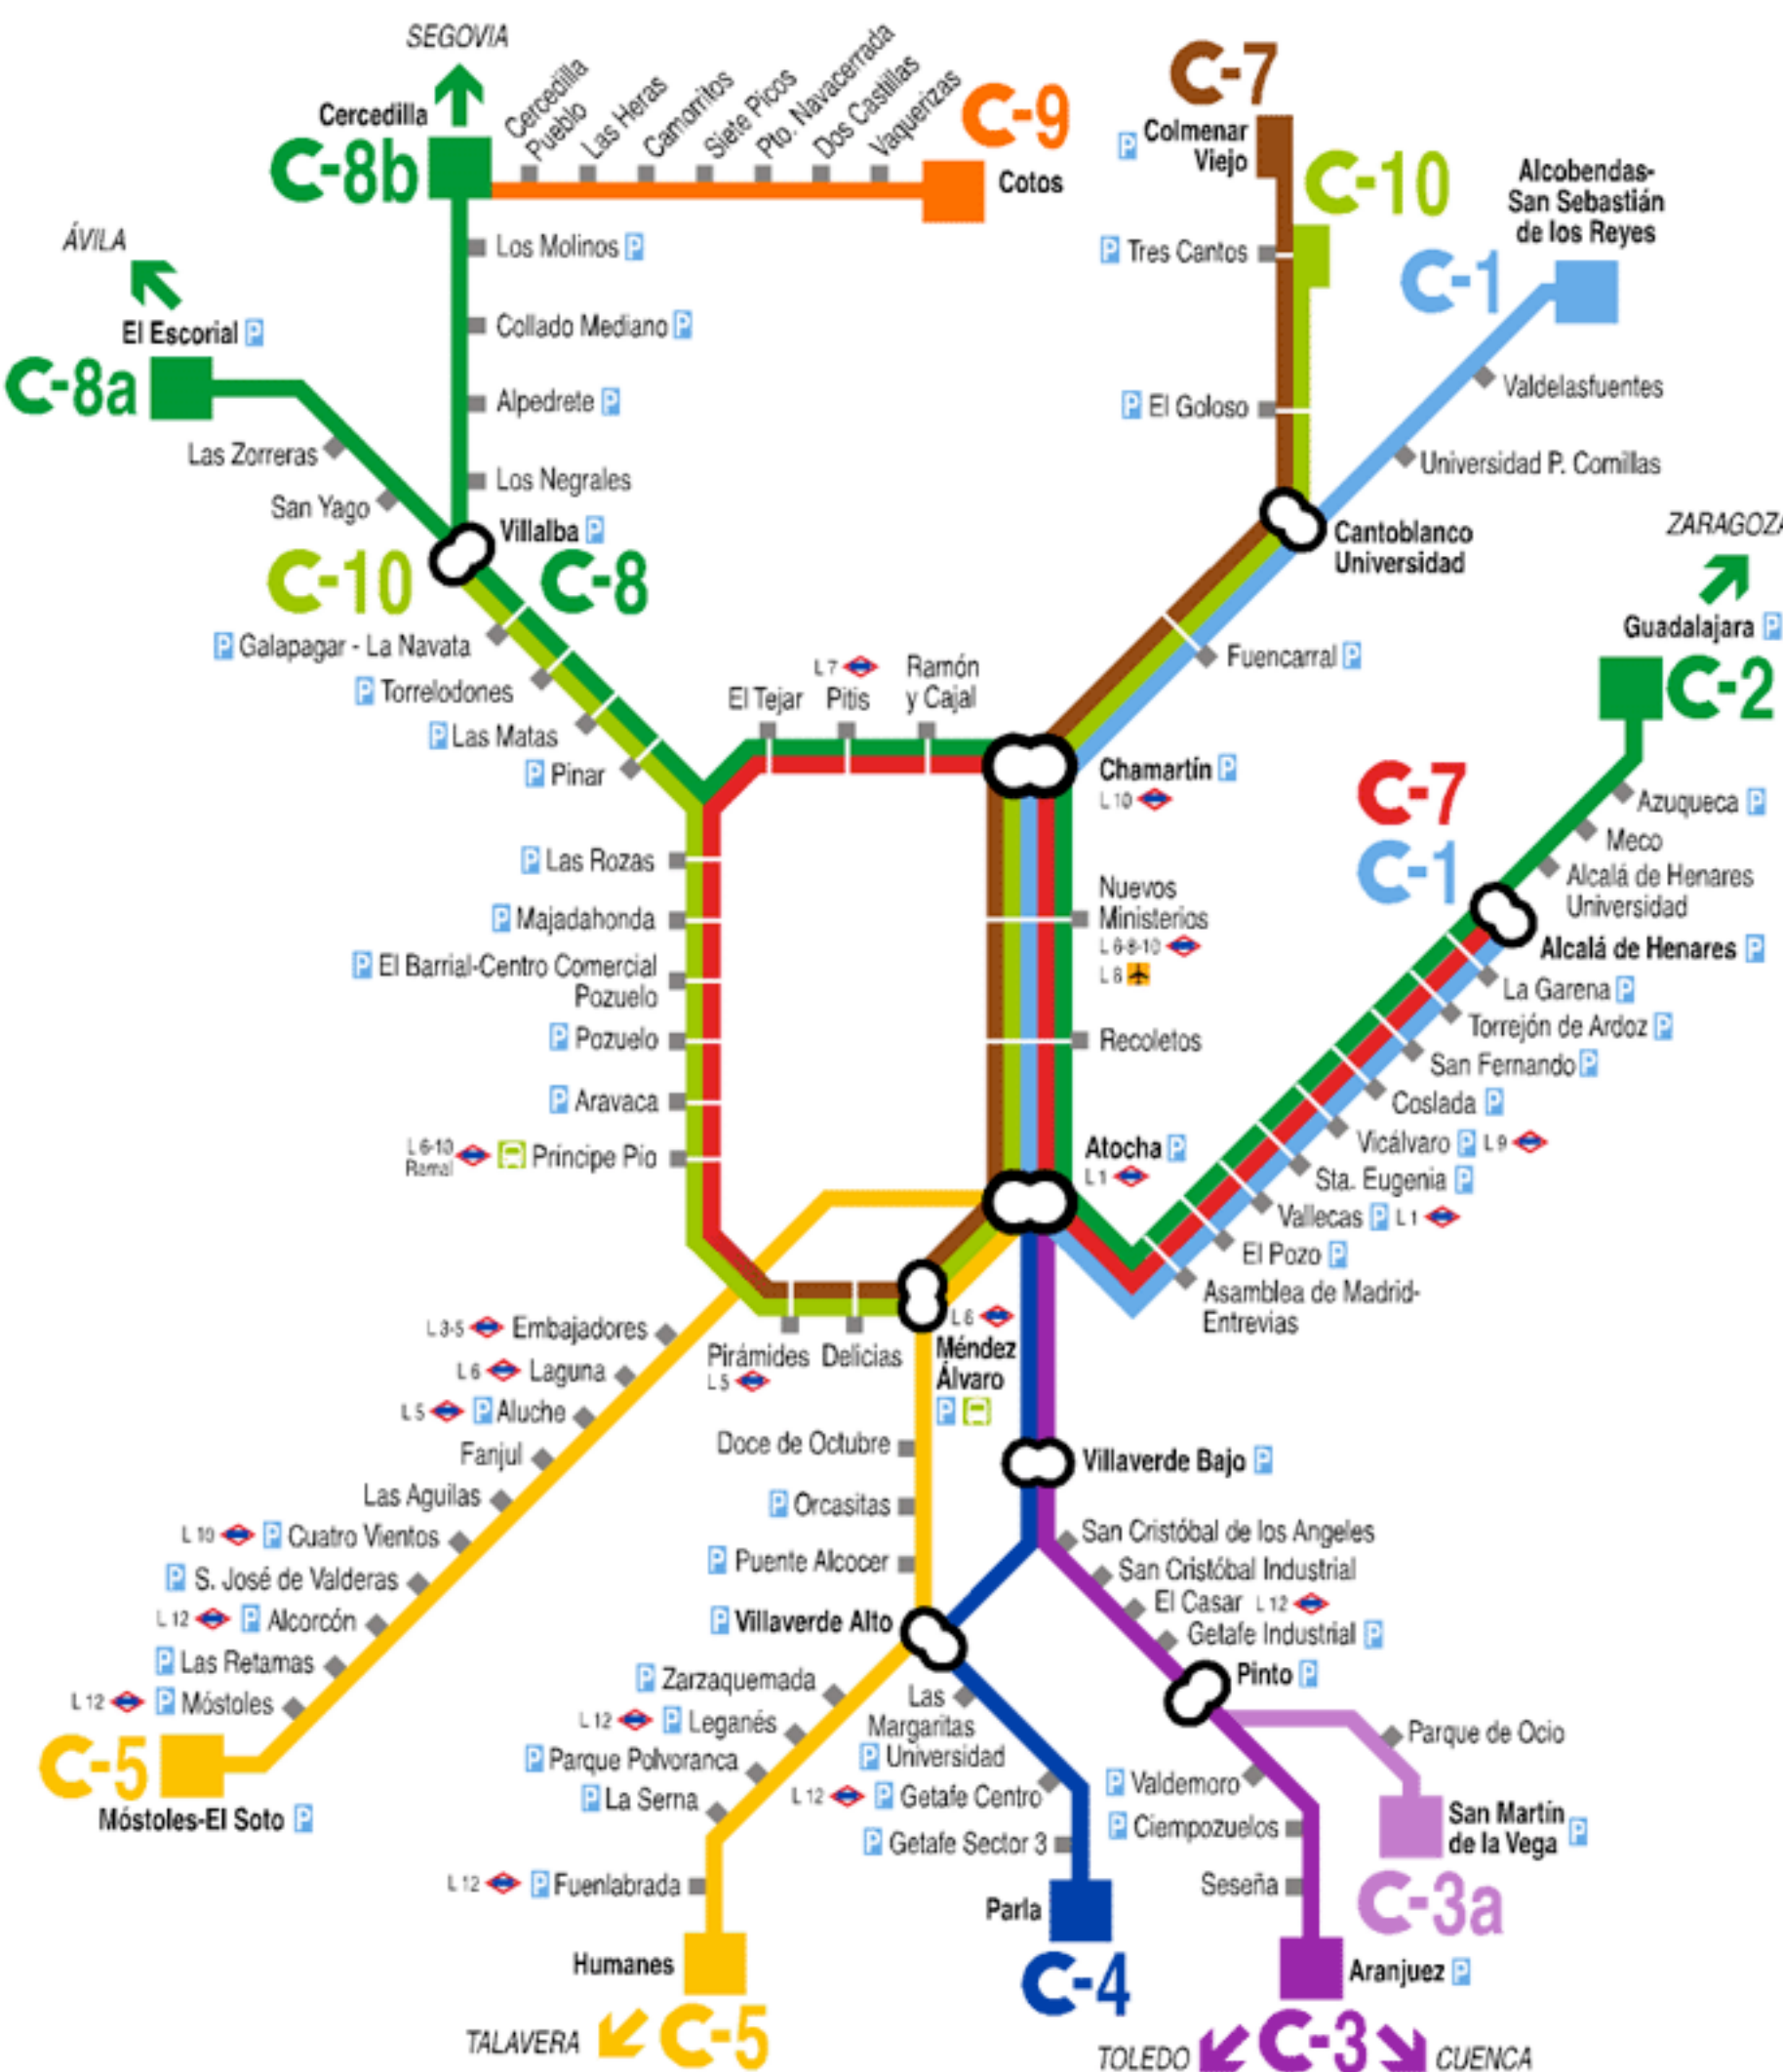 SEGOVIA
Cercedilla
C-8b
Cercedilla
Pueblo
Las Heras
Camorritos
Siete Picos
Pto. Navacerrada
Dos Castillas
Vaquerizas
C-9
Cotos
C-7
P Colmenar
Viejo
C-10
Alcobendas-
San Sebastián
de los Reyes
C-1
ÁVILA
El Escorial P
C-8a
Los Molinos P
Collado Mediano P
Alpedrete P
Los Negrales
Las Zorreras
San Yago
Villalba P
C-10
C-8
P Tres Cantos
P El Goloso
Valdelasfuentes
Universidad P. Comillas
Cantoblanco
Universidad
ZARAGOZA
Guadalajara P
C-2
Fuencarral P
P Galapagar - La Navata
P Torrelodones
P Las Matas
P Pinar
El Tejar
L 7
Pitis
Ramón
y Cajal
Chamartín P
L 10
C-7
C-1
Azuqueca P
Meco
Alcalá de Henares
Universidad
Alcalá de Henares P
La Garena P
Torrejón de Ardoz P
San Fernando P
Coslada P
Vicálvaro P L 9
Sta. Eugenia P
Vallecas P L 1
El Pozo P
Asamblea de Madrid-
Entrevias
P Las Rozas
P Majadahonda
P El Barrial-Centro Comercial
Pozuelo
P Pozuelo
P Aravaca
L 6-10
Ramal
Príncipe Pío
Nuevos
Ministerios
L 6-8-10
L 8
Recoletos
Atocha P
L 1
L 3-5 Embajadores
L 6 Laguna
L 5 P Aluche
Fanjul
Las Aguilas
L 10 P Cuatro Vientos
P S. José de Valderas
L 12 P Alcorcón
P Las Retamas
L 12 P Móstoles
C-5
Móstoles-El Soto P
Pirámides
L 5
Delicias
L 6
Méndez
Álvaro
P
Doce de Octubre
P Orcasitas
P Puente Alcocer
P Villaverde Alto
Villaverde Bajo P
San Cristóbal de los Angeles
San Cristóbal Industrial
El Casar L 12
Getafe Industrial P
Pinto P
Parque de Ocio
San Martín
de la Vega P
C-3a
P Valdemoro
P Ciempozuelos
Seseña
Aranjuez P
C-3
TOLEDO
CUENCA
P Zarzaquemada
L 12 P Leganés
P Parque Polvoranca
P La Serna
L 12 P Fuenlabrada
Humanes
C-5
TALAVERA
Las
Margaritas
P Universidad
L 12 P Getafe Centro
P Getafe Sector 3
Parla
C-4